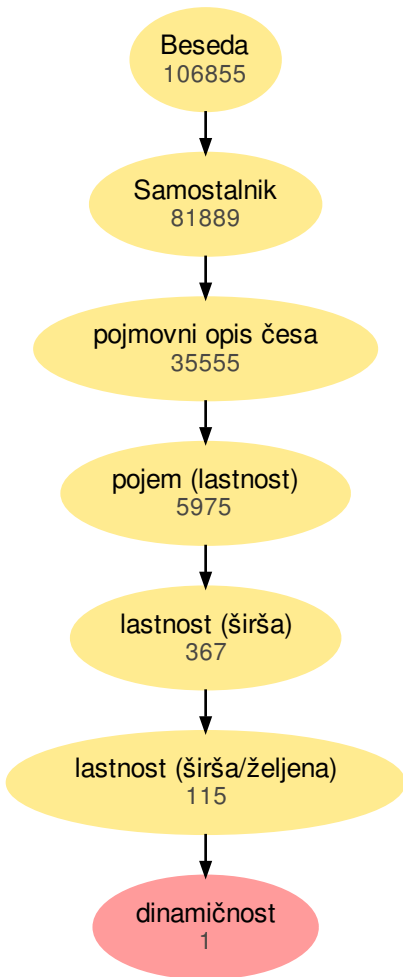 Beseda
106855
Samostalnik
81889
pojmovni opis česa
35555
pojem (lastnost)
5975
lastnost (širša)
367
lastnost (širša/željena)
115
dinamičnost
1